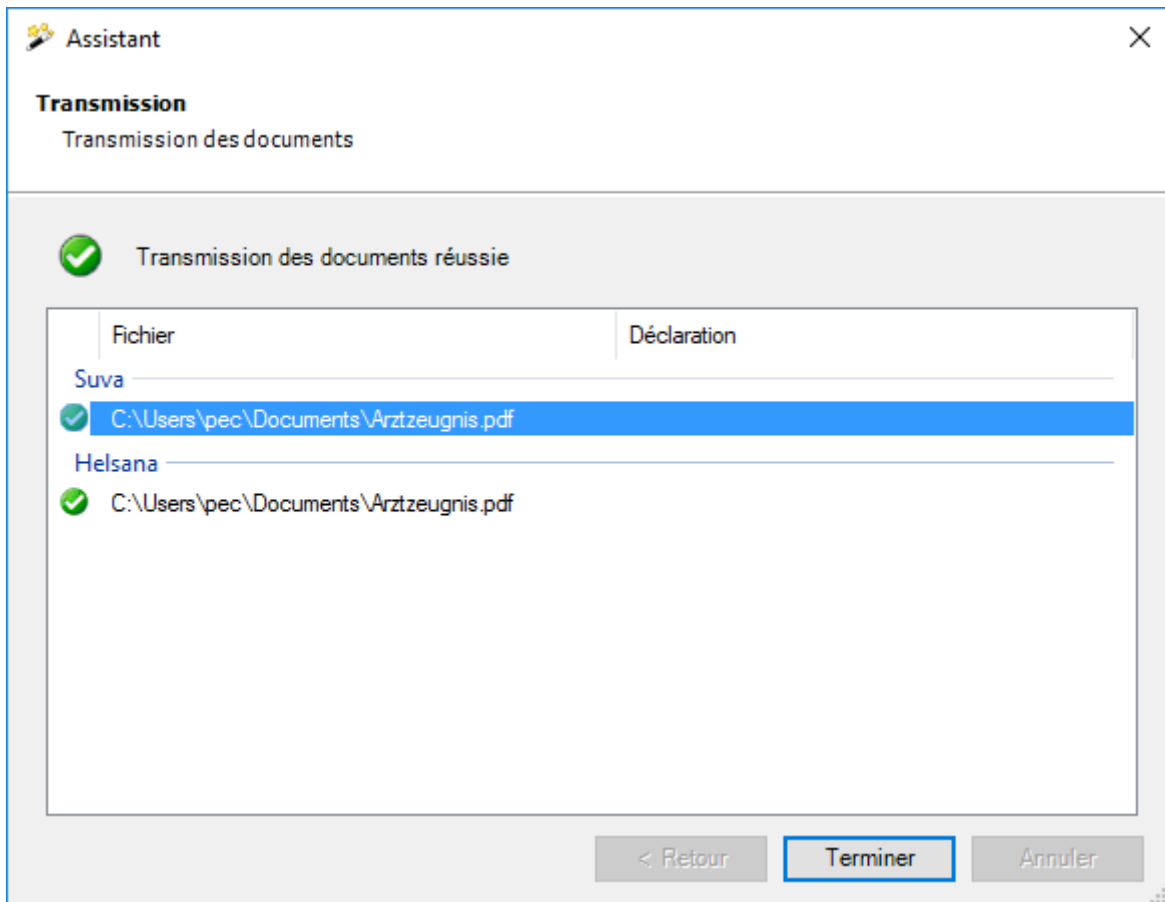 Assistant
Transmission
Transmission des documents
Transmission des documents réussie
Fichier Déclaration
Suva
C:\Users\pec\Documents\Arztzeugnis.pdf
Helsana
C:\Users\pec\Documents\Arztzeugnis.pdf
< Retour Terminer Annuler